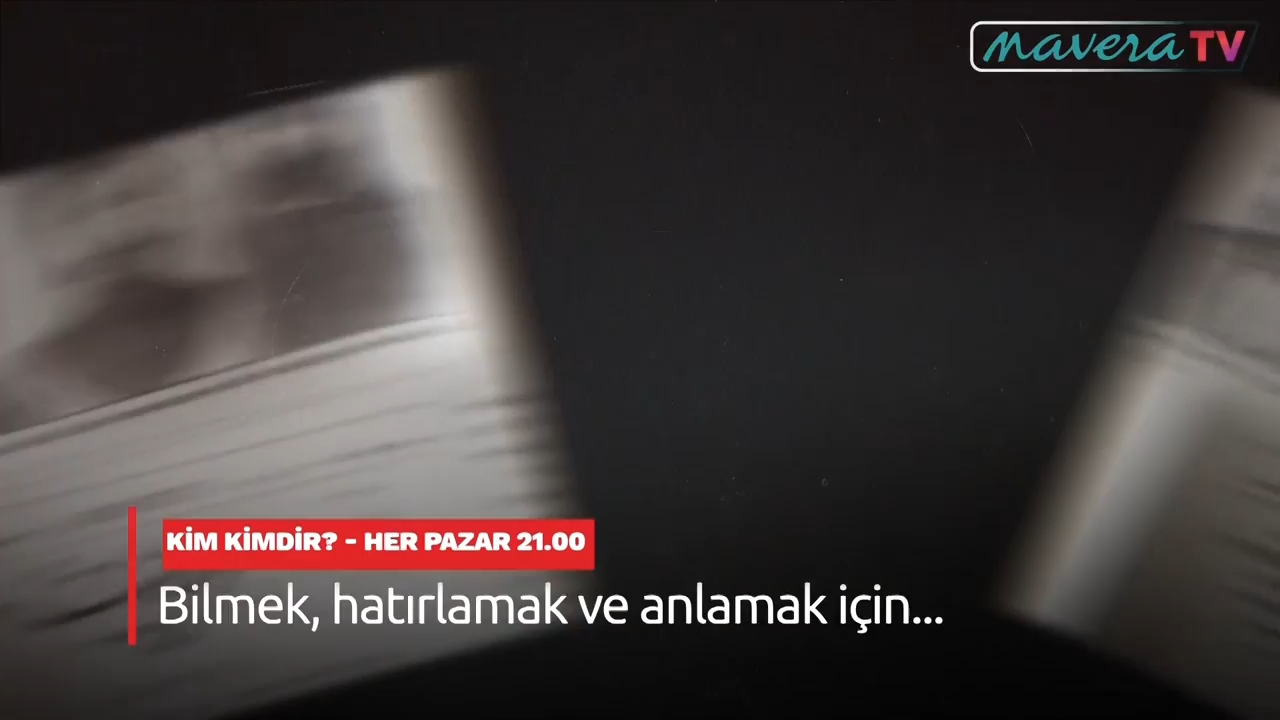 mavera TV
KİM KİMDİR? - HER PAZAR 21.00
Bilmek, hatırlamak ve anlamak için...